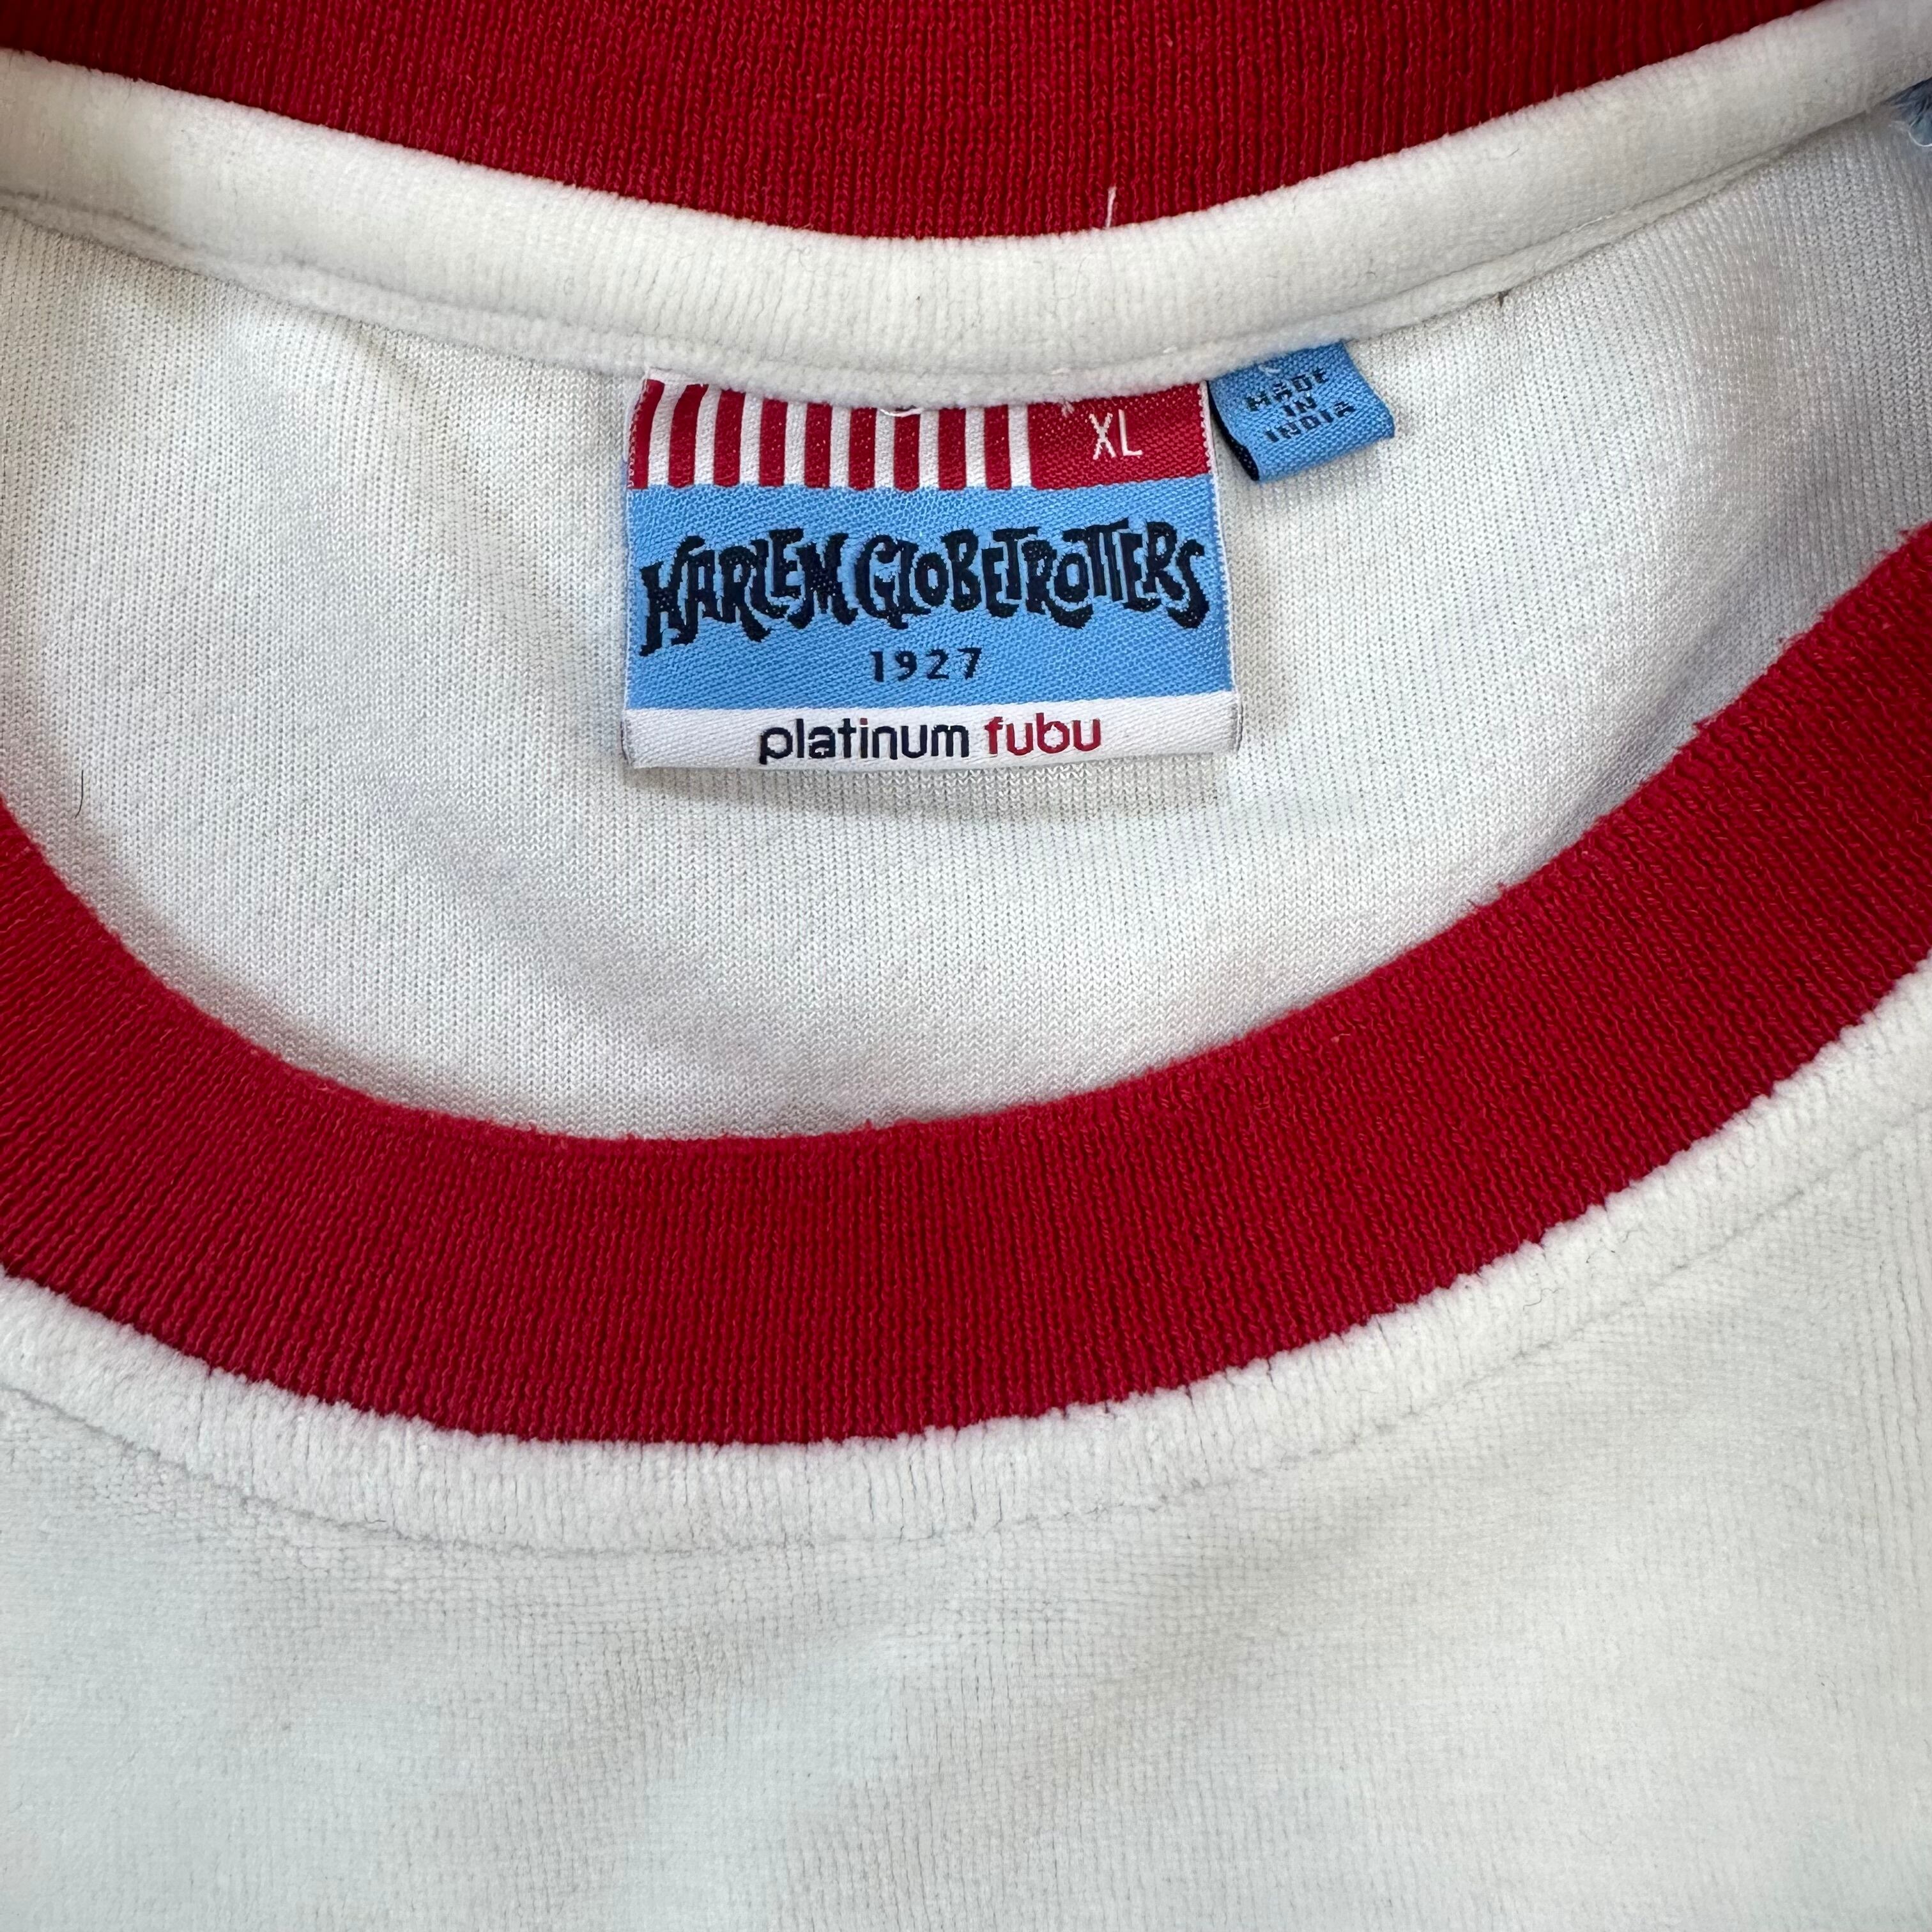 XL
HARLEM GLOBETROTTERS
1927
platinum fubu
MADE
IN
INDIA